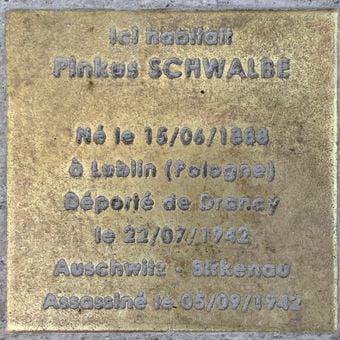 Ici habitait
Pinkus SCHWALBE
Né le 15/06/1888
à Lublin (Pologne)
Déporté de Drancy
le 22/07/1942
Auschwitz - Birkenau
Assassiné le 05/09/1942